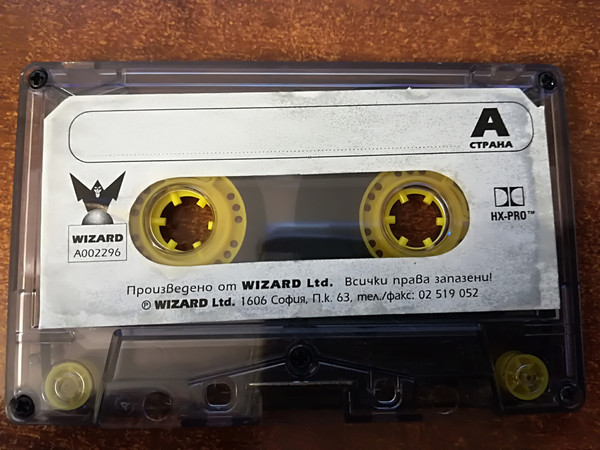 A
СТРАНА
WIZARD
A002296
HX-PRO™
Произведено от WIZARD Ltd. Всички права запазени!
℗ WIZARD Ltd. 1606 София, П.к. 63, тел./факс: 02 519 052